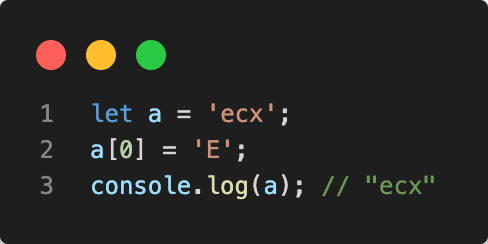 1 let a = 'ecx';
2 a[0] = 'E';
3 console.log(a); // "ecx"